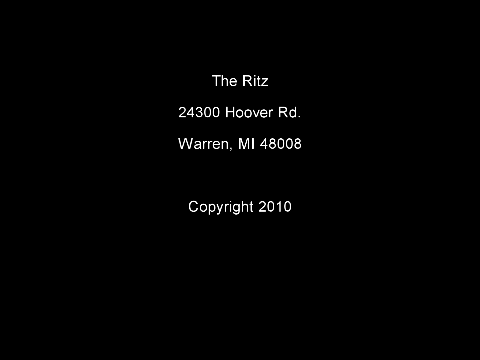 The Ritz
24300 Hoover Rd.
Warren, MI 48008
Copyright 2010